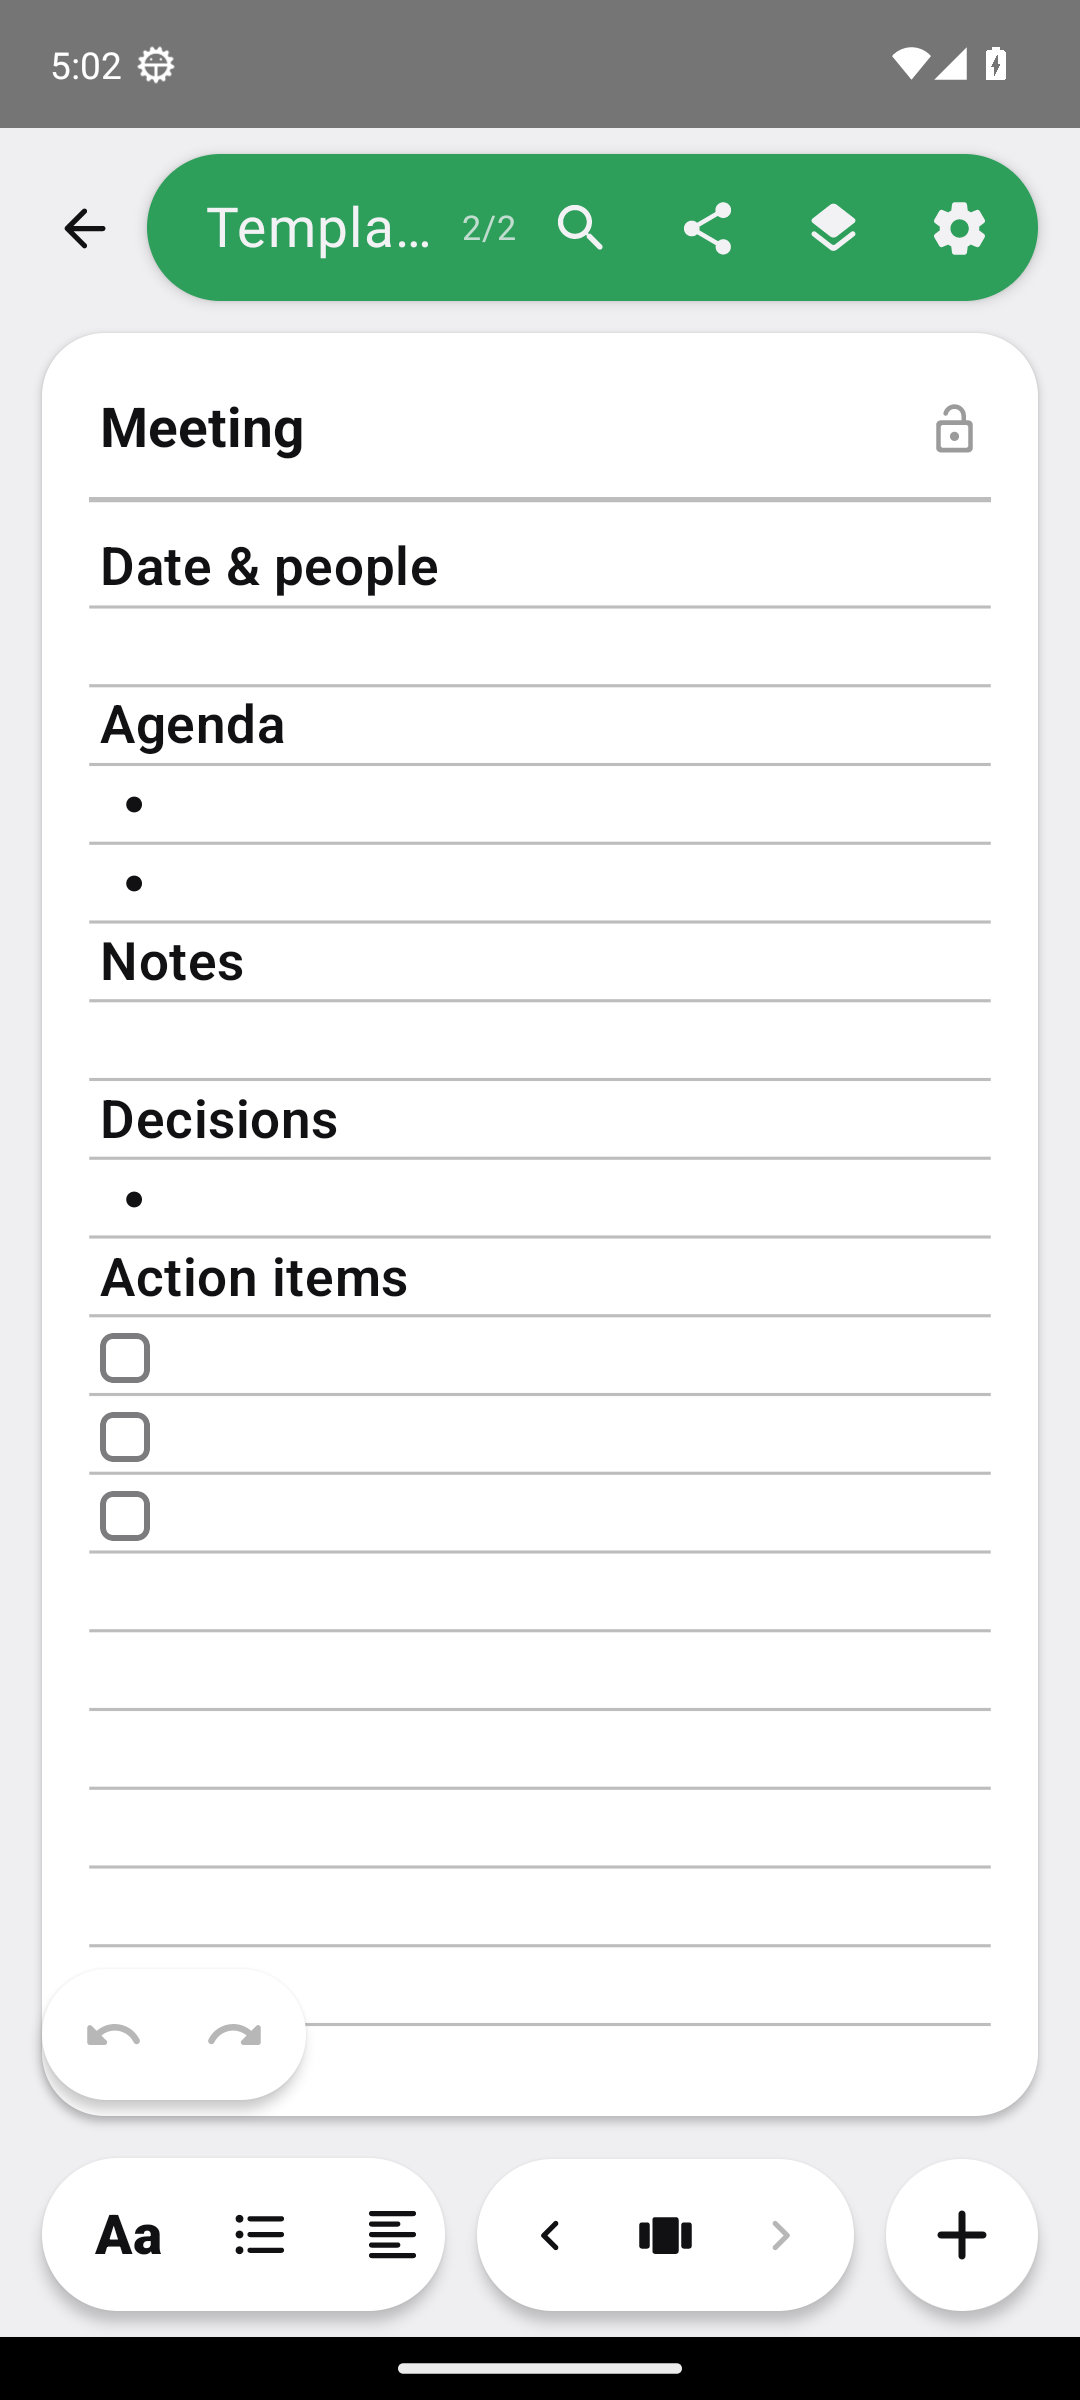 5:02
Templa... 2/2
Meeting
Date & people
Agenda
•
•
Notes
Decisions
•
Action items
Aa